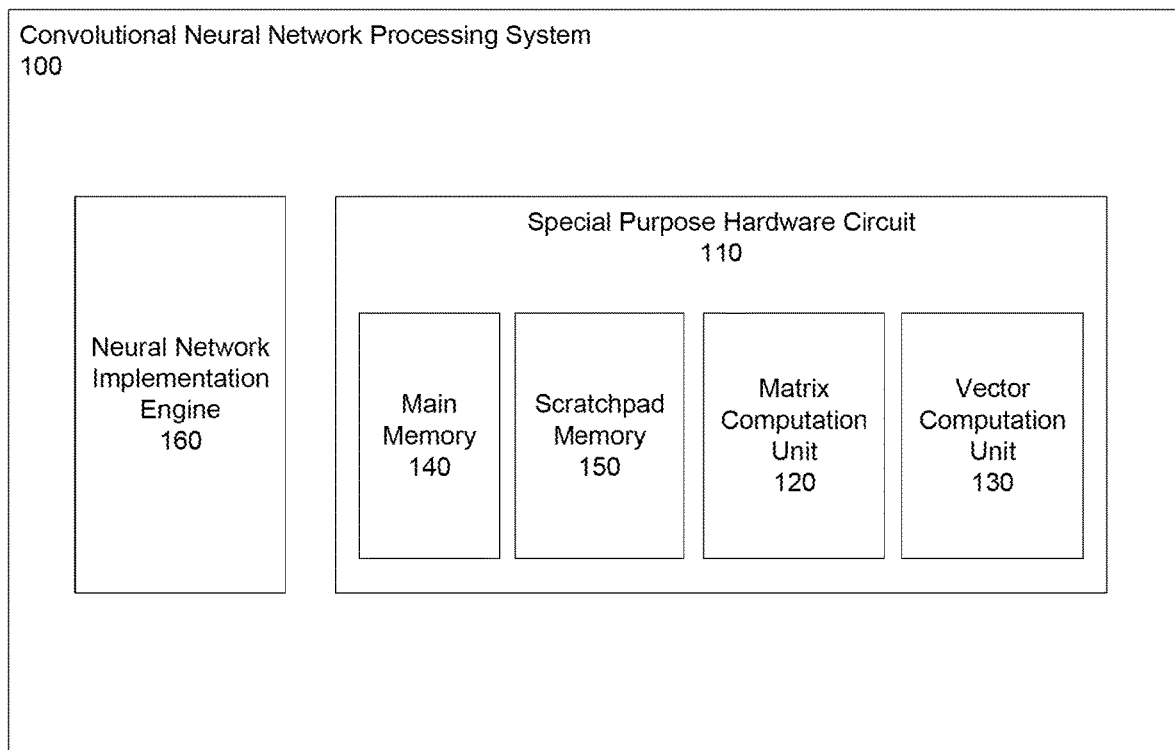 Convolutional Neural Network Processing System
100
Special Purpose Hardware Circuit
110
Neural Network
Implementation
Engine
160
Main
Memory
140
Scratchpad
Memory
150
Matrix
Computation
Unit
120
Vector
Computation
Unit
130